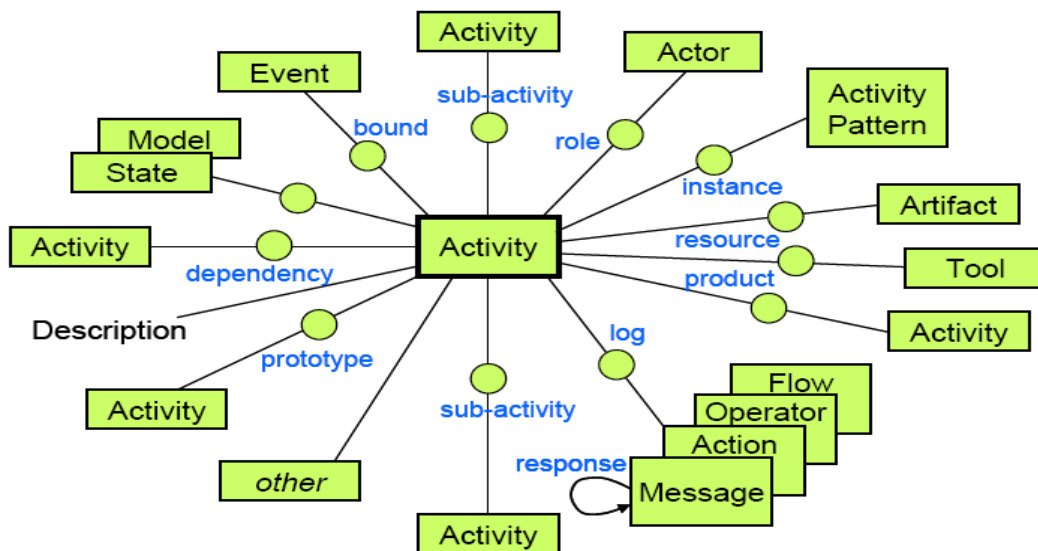 Activity
Actor
Event
sub-activity
Activity
Pattern
bound
role
Model
State
instance
Artifact
Activity
Activity
resource
dependency
Tool
product
Description
log
Activity
prototype
Flow
Activity
sub-activity
Operator
Action
response
other
Message
Activity